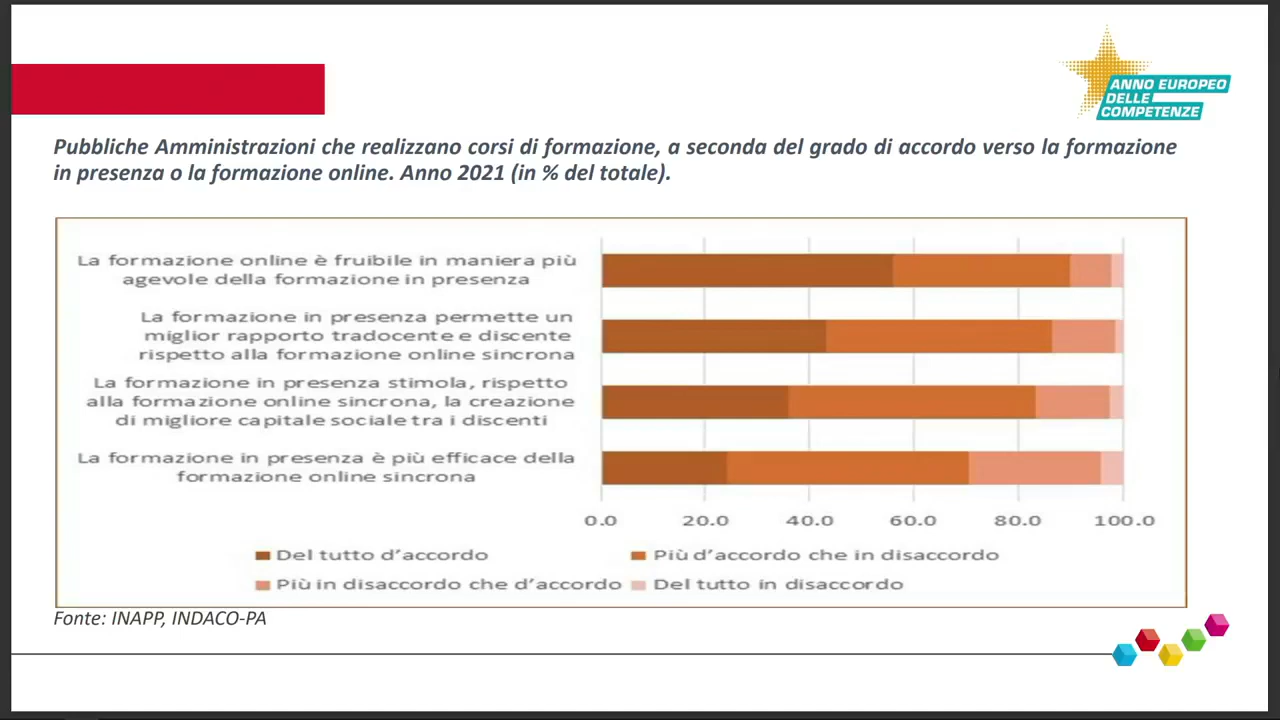 ANNO EUROPEO
DELLE
COMPETENZE
Pubbliche Amministrazioni che realizzano corsi di formazione, a seconda del grado di accordo verso la formazione
in presenza o la formazione online. Anno 2021 (in % del totale).
La formazione online è fruibile in maniera più
agevole della formazione in presenza
La formazione in presenza permette un
miglior rapporto tradocente e discente
rispetto alla formazione online sincrona
La formazione in presenza stimola, rispetto
alla formazione online sincrona, la creazione
di migliore capitale sociale tra i discenti
La formazione in presenza è più efficace della
formazione online sincrona
0.0 20.0 40.0 60.0 80.0 100.0
Del tutto d’accordo Più d’accordo che in disaccordo
Più in disaccordo che d’accordo Del tutto in disaccordo
Fonte: INAPP, INDACO-PA